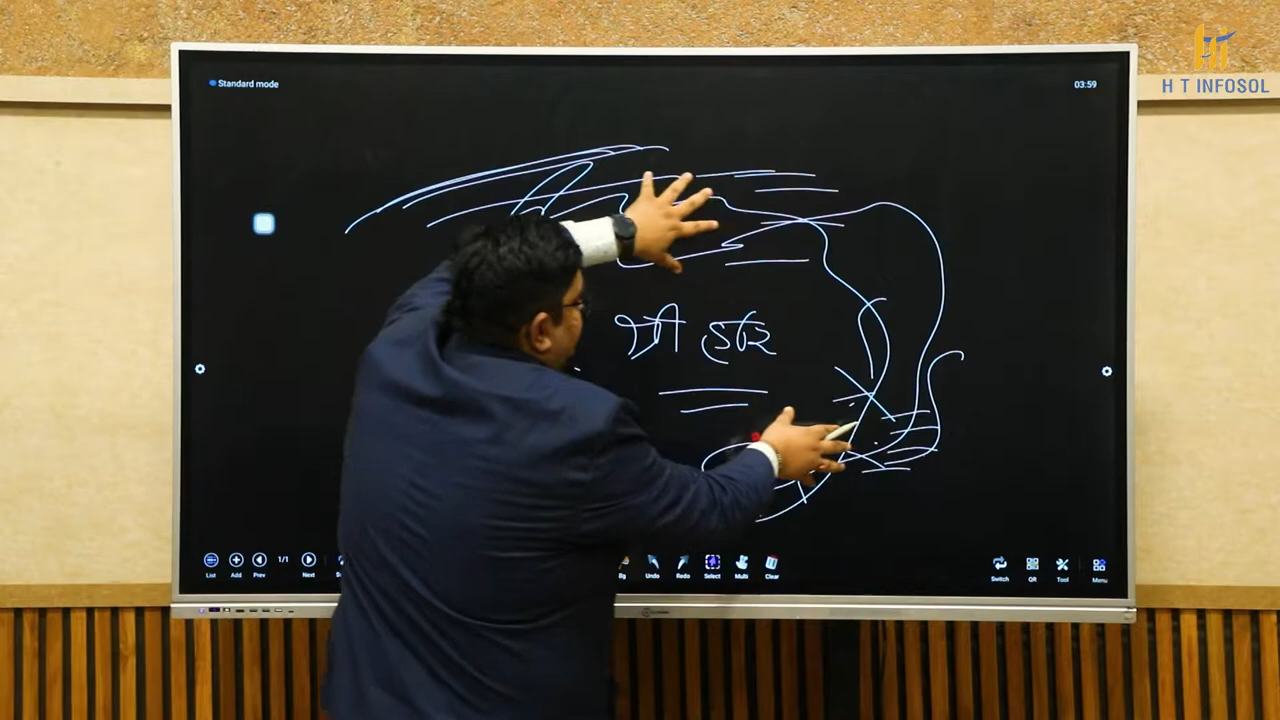 H T INFOSOL
Standard mode
03:59
श्री हरि
List
Add
Prev
1/1
Next
Bg
Undo
Redo
Select
Multi
Clear
Switch
QR
Tool
Menu